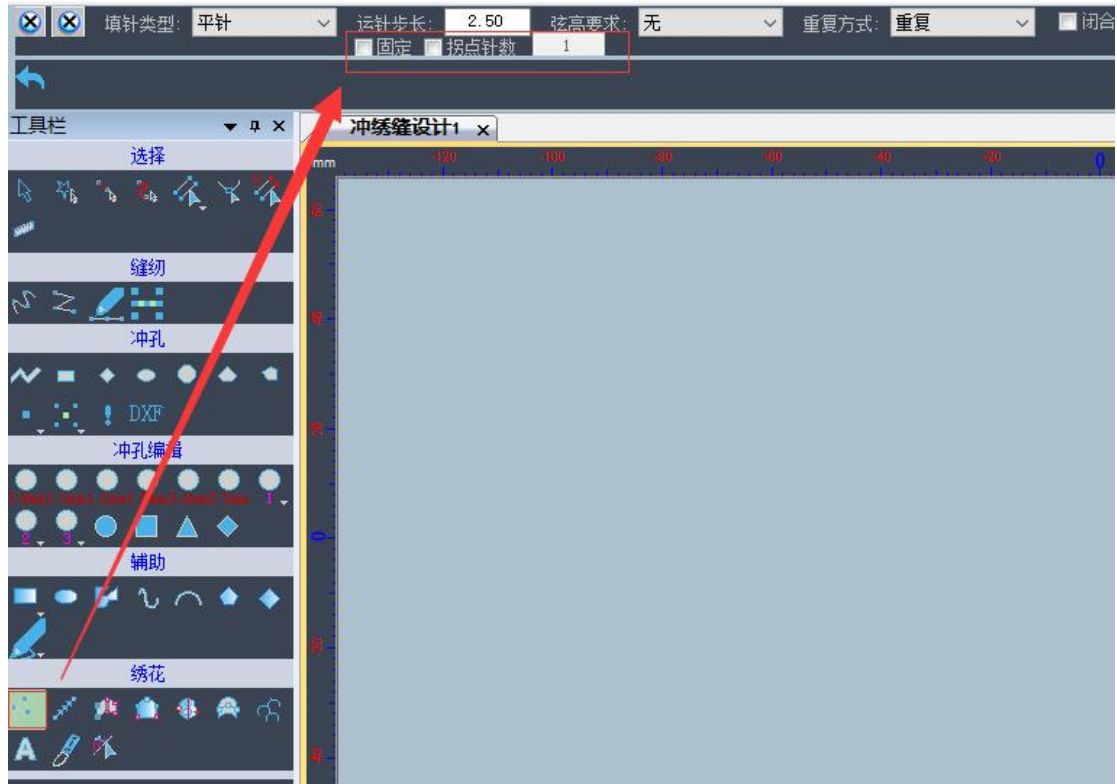 填针类型: 平针 运针步长: 2.50 弦高要求: 无 重复方式: 重复 闭合
固定 拐点针数 1
工具栏
冲绣缝设计1 x
选择
mm -120 -100 -80 -60 -40 -20 0
缝纫
冲孔
DXF
冲孔编辑
1
2 3
0
辅助
绣花
A